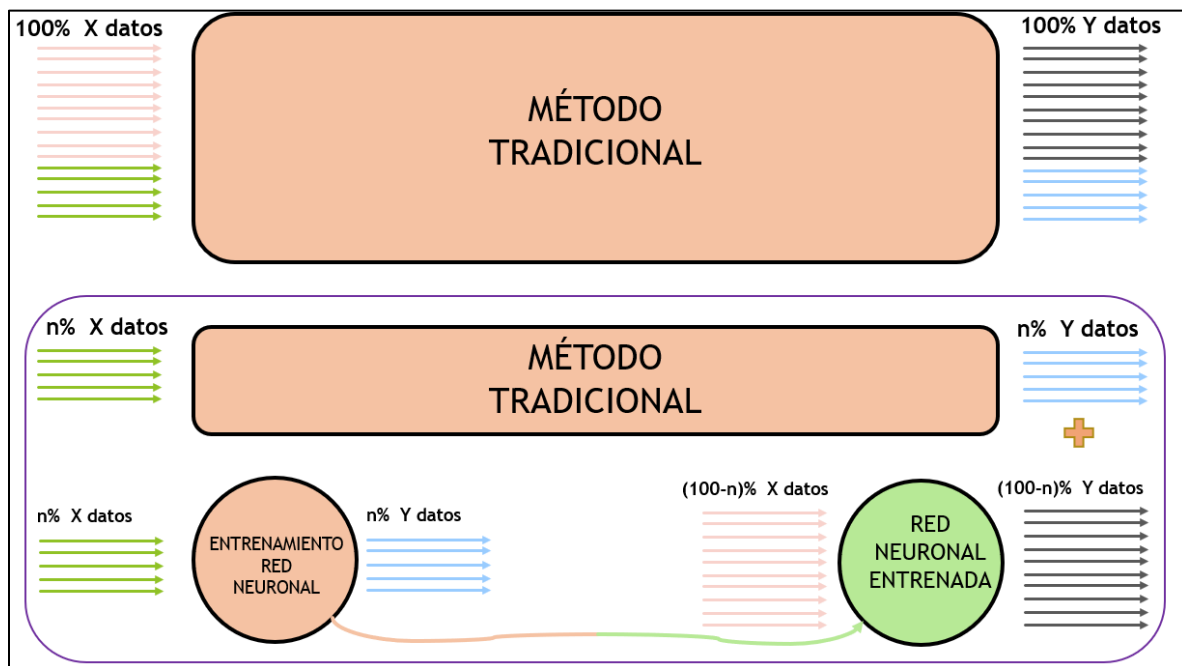 100% X datos
100% Y datos
MÉTODO
TRADICIONAL
n% X datos
n% Y datos
MÉTODO
TRADICIONAL
n% X datos
ENTRENAMIENTO
RED
NEURONAL
n% Y datos
(100-n)% X datos
RED
NEURONAL
ENTRENADA
(100-n)% Y datos